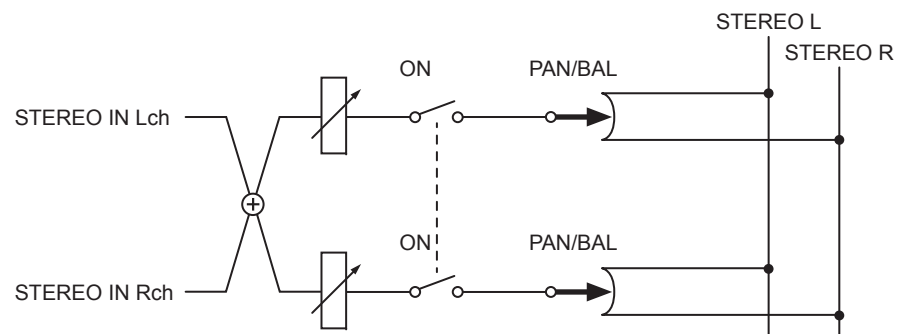 STEREO L
STEREO R
ON
PAN/BAL
STEREO IN Lch
ON
PAN/BAL
STEREO IN Rch